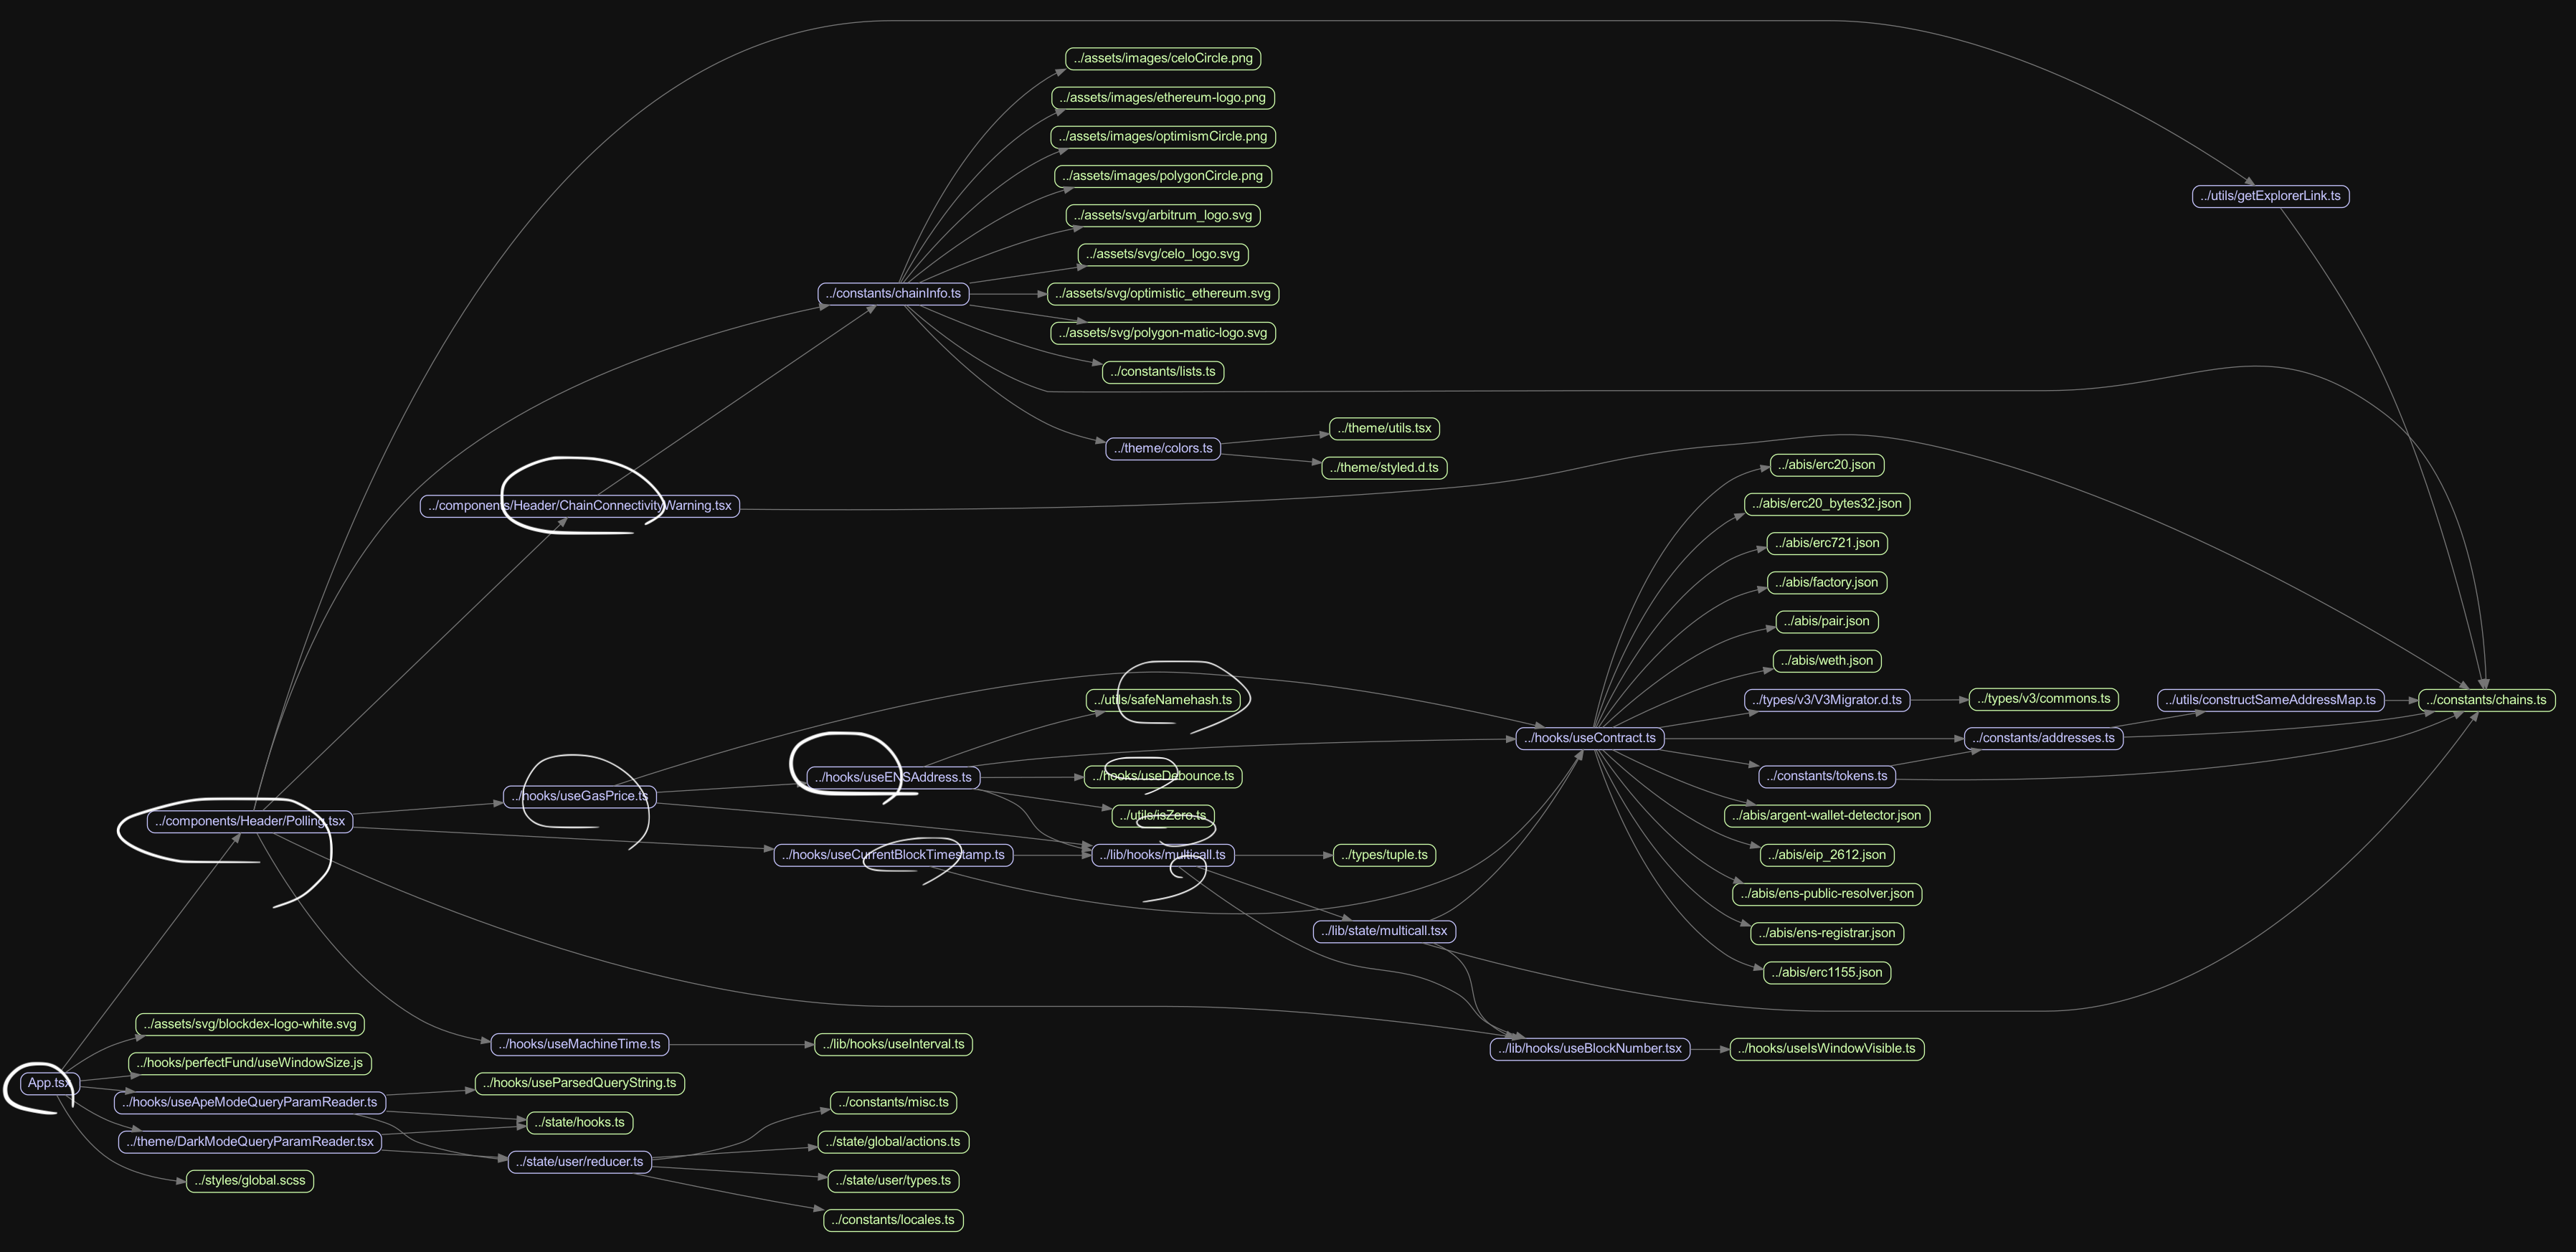 ../assets/images/celoCircle.png
../assets/images/ethereum-logo.png
../assets/images/optimismCircle.png
../assets/images/polygonCircle.png
../utils/getExplorerLink.ts
../assets/svg/arbitrum_logo.svg
../assets/svg/celo_logo.svg
../constants/chainInfo.ts
../assets/svg/optimistic_ethereum.svg
../assets/svg/polygon-matic-logo.svg
../constants/lists.ts
../theme/utils.tsx
../theme/colors.ts
../theme/styled.d.ts
../abis/erc20.json
../components/Header/ChainConnectivityWarning.tsx
../abis/erc20_bytes32.json
../abis/erc721.json
../abis/factory.json
../abis/pair.json
../abis/weth.json
../utils/safeNamehash.ts
../types/v3/V3Migrator.d.ts
../types/v3/commons.ts
../utils/constructSameAddressMap.ts
../constants/chains.ts
../hooks/useContract.ts
../constants/addresses.ts
../hooks/useENSAddress.ts
../hooks/useDebounce.ts
../constants/tokens.ts
../hooks/useGasPrice.ts
../utils/isZero.ts
../abis/argent-wallet-detector.json
../components/Header/Polling.tsx
../hooks/useCurrentBlockTimestamp.ts
../lib/hooks/multicall.ts
../types/tuple.ts
../abis/eip_2612.json
../abis/ens-public-resolver.json
../lib/state/multicall.tsx
../abis/ens-registrar.json
../abis/erc1155.json
../assets/svg/blockdex-logo-white.svg
../hooks/useMachineTime.ts
../lib/hooks/useInterval.ts
../lib/hooks/useBlockNumber.tsx
../hooks/useIsWindowVisible.ts
../hooks/perfectFund/useWindowSize.js
App.tsx
../hooks/useParsedQueryString.ts
../hooks/useApeModeQueryParamReader.ts
../constants/misc.ts
../state/hooks.ts
../theme/DarkModeQueryParamReader.tsx
../state/global/actions.ts
../state/user/reducer.ts
../styles/global.scss
../state/user/types.ts
../constants/locales.ts